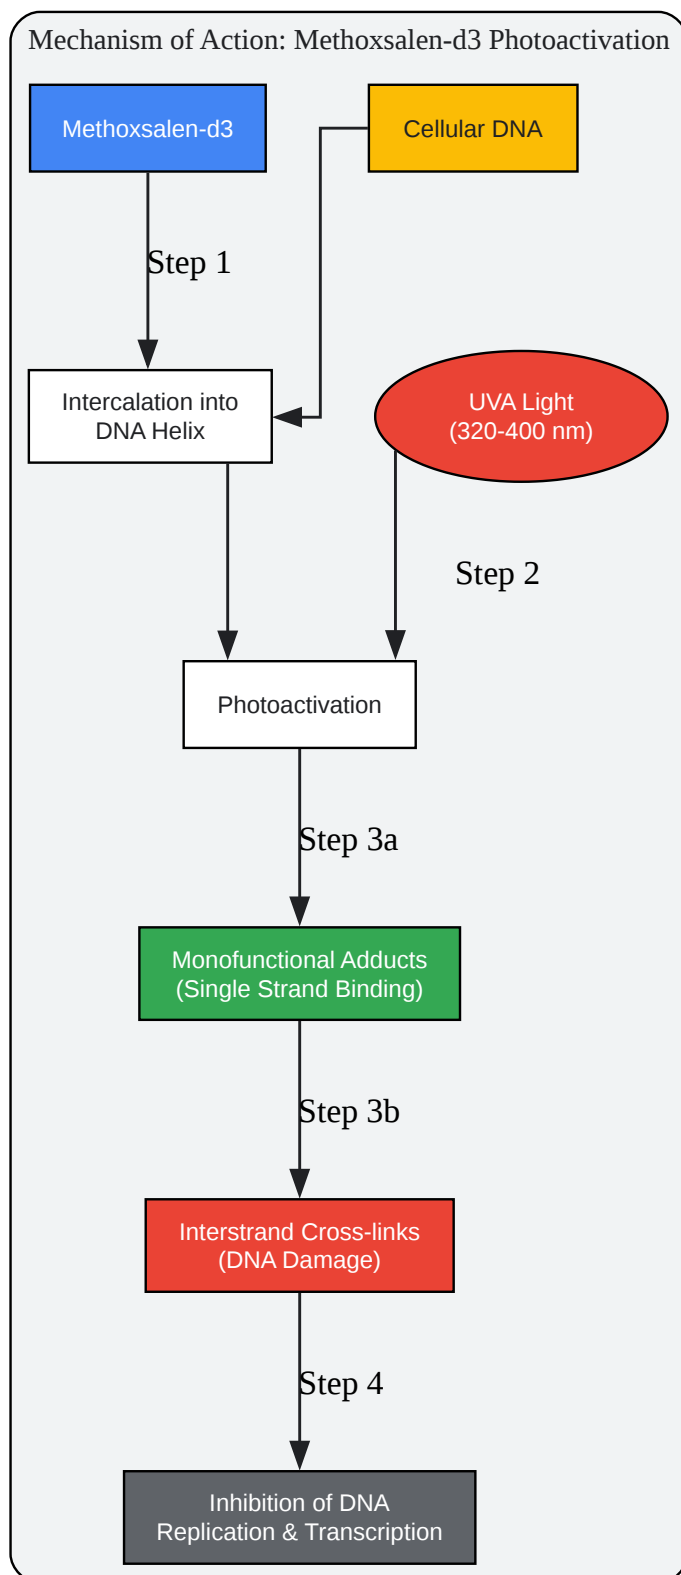 Mechanism of Action: Methoxsalen-d3 Photoactivation
Methoxsalen-d3
Cellular DNA
Step 1
Intercalation into
DNA Helix
UVA Light
(320-400 nm)
Step 2
Photoactivation
Step 3a
Monofunctional Adducts
(Single Strand Binding)
Step 3b
Interstrand Cross-links
(DNA Damage)
Step 4
Inhibition of DNA
Replication & Transcription